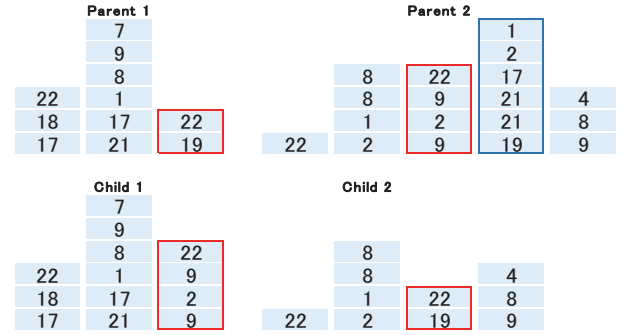 Parent 1 Parent 2
7 1
9 2
8 8 22 17
22 1 8 9 21 4
18 17 22 1 2 21 8
17 21 19 22 2 9 19 9
Child 1 Child 2
7
9
8 22 8
22 1 9 8 4
18 17 2 1 22 8
17 21 9 22 2 19 9